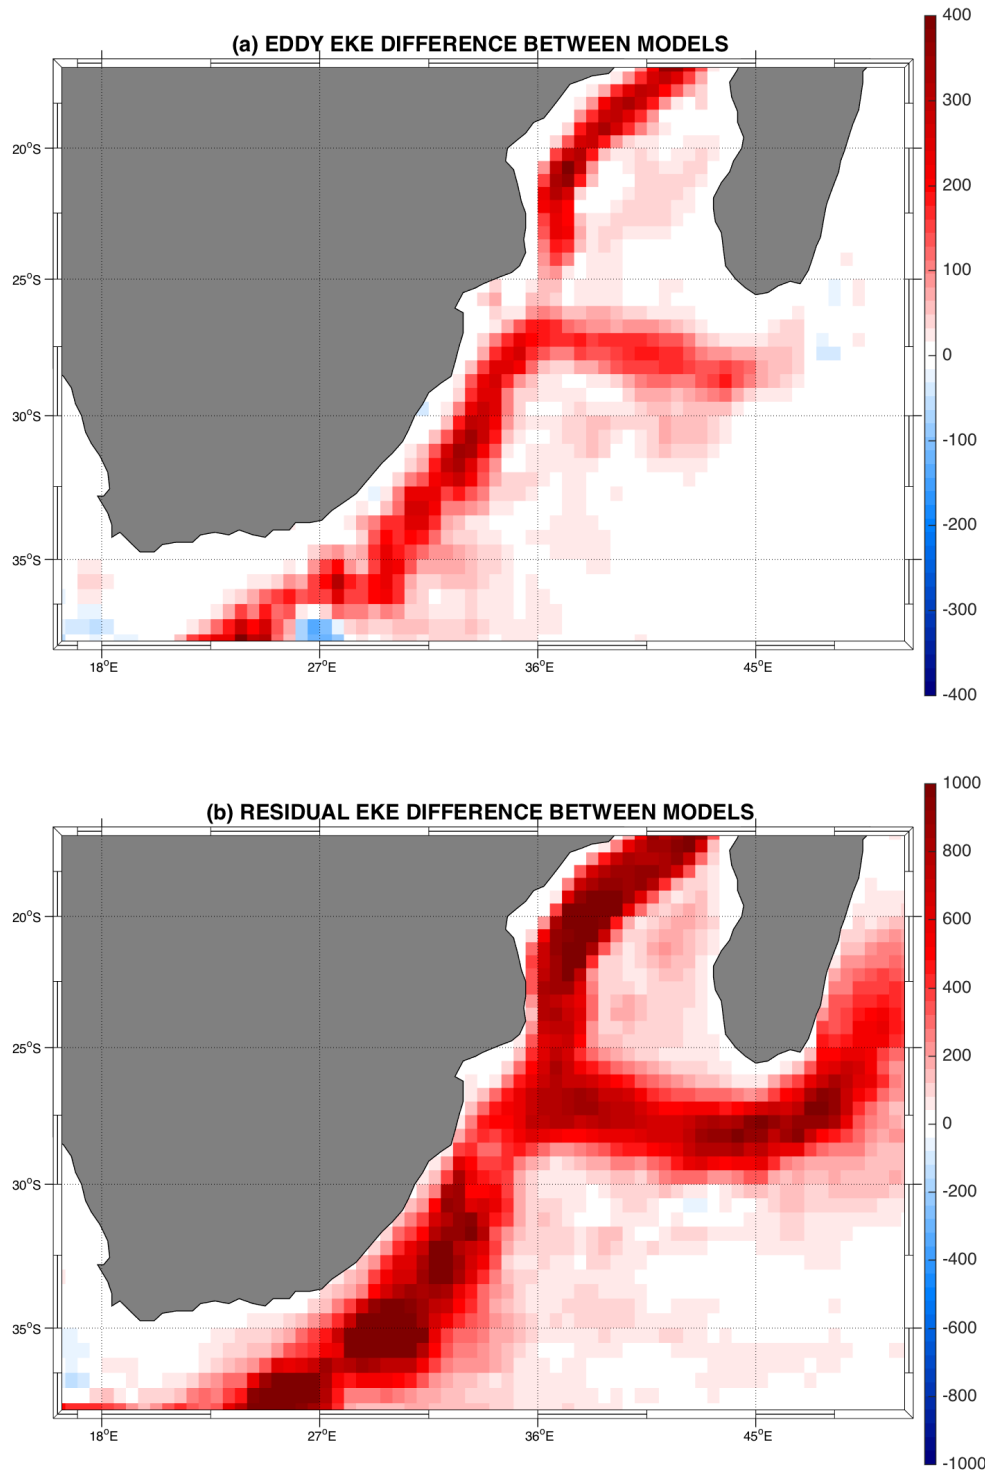 (a) EDDY EKE DIFFERENCE BETWEEN MODELS
400
300
200
100
0
-100
-200
-300
-400
20°S
25°S
30°S
35°S
18°E 27°E 36°E 45°E
(b) RESIDUAL EKE DIFFERENCE BETWEEN MODELS
1000
800
600
400
200
0
-200
-400
-600
-800
-1000
20°S
25°S
30°S
35°S
18°E 27°E 36°E 45°E